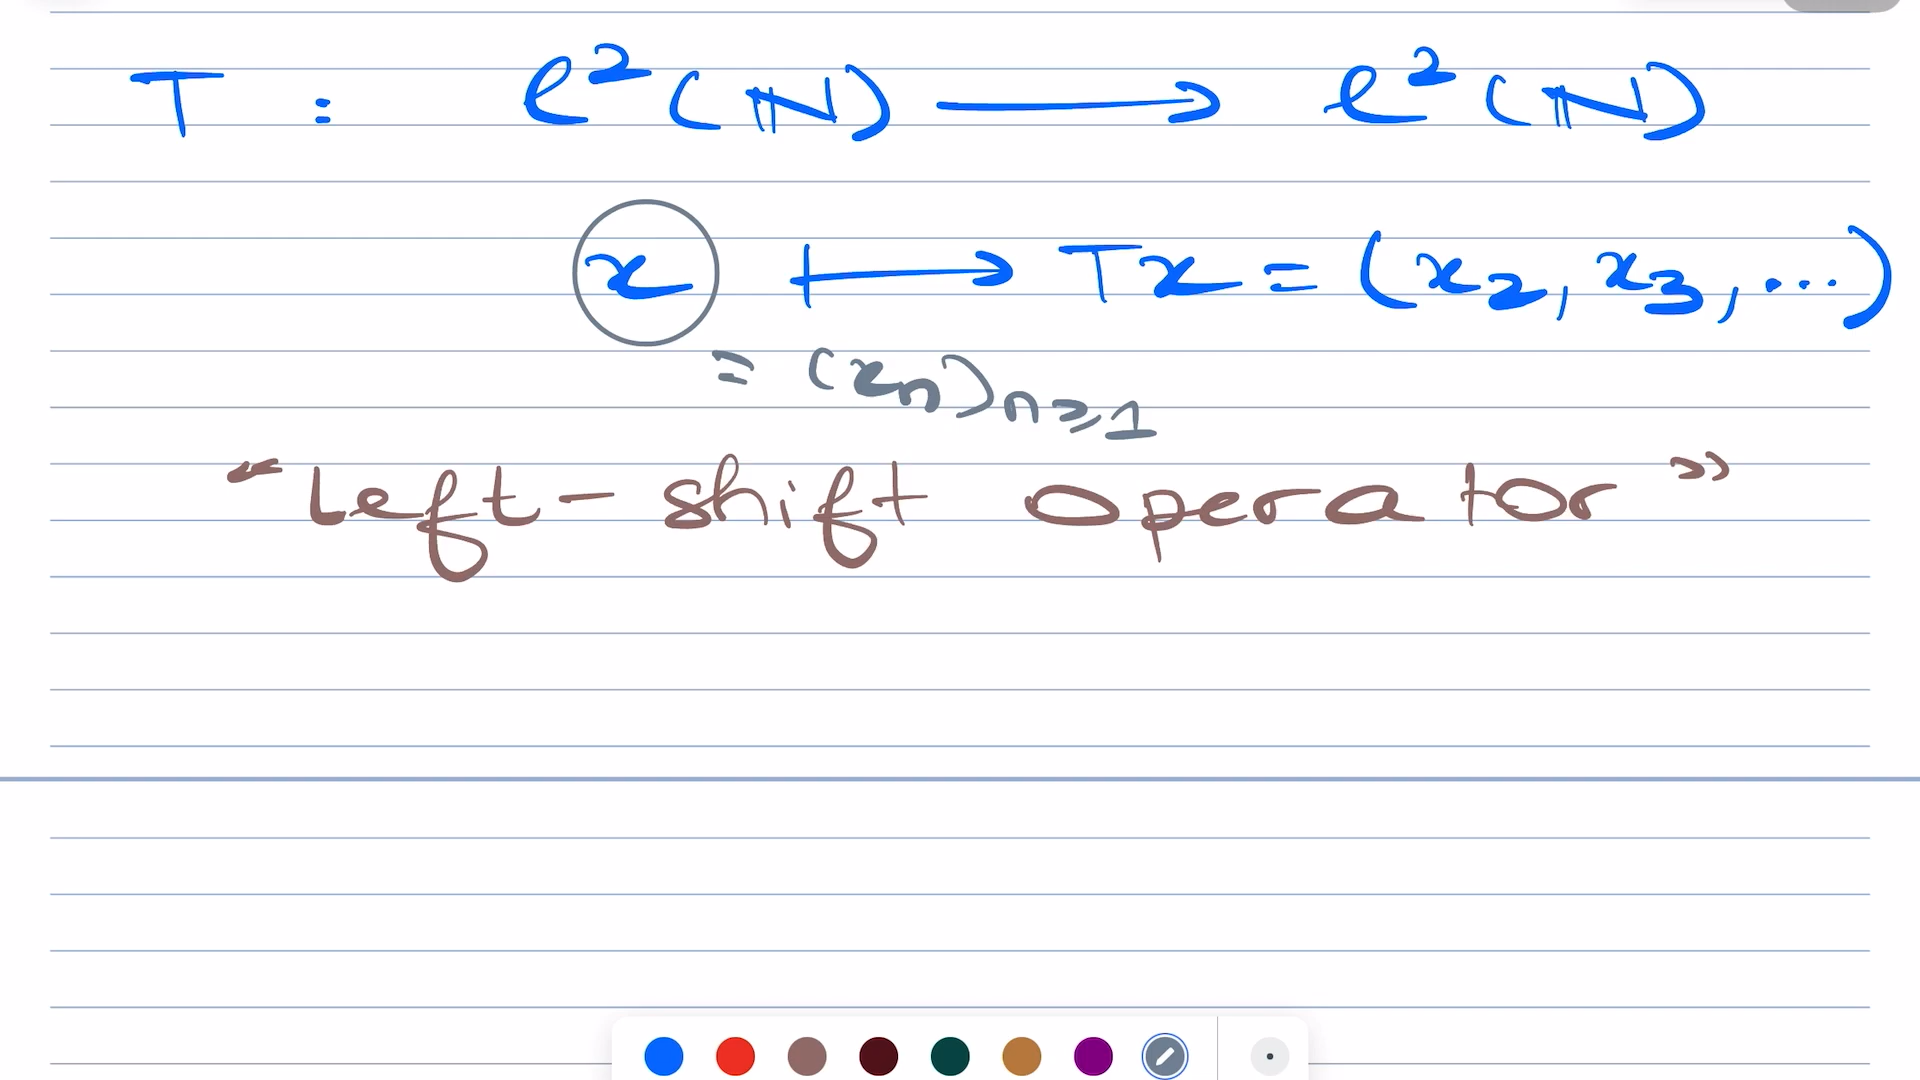 T : ℓ²(ℕ) ⟶ ℓ²(ℕ)
x ⟼ Tx = (x₂, x₃, ...)
= (xₙ)ₙ≥₁
"Left-shift operator"